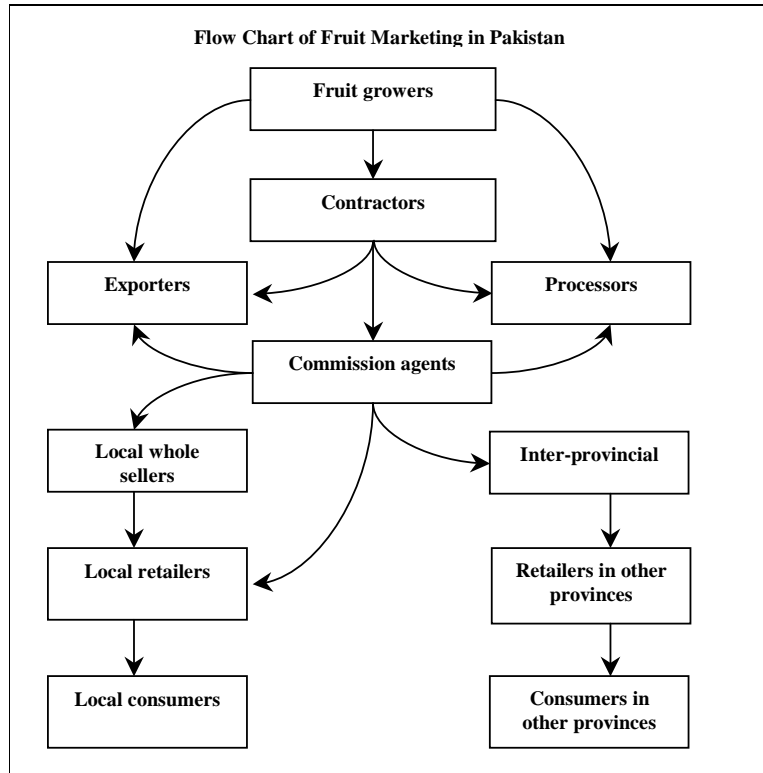 Flow Chart of Fruit Marketing in Pakistan
Fruit growers
Contractors
Exporters
Processors
Commission agents
Local whole
sellers
Inter-provincial
Local retailers
Retailers in other
provinces
Local consumers
Consumers in
other provinces